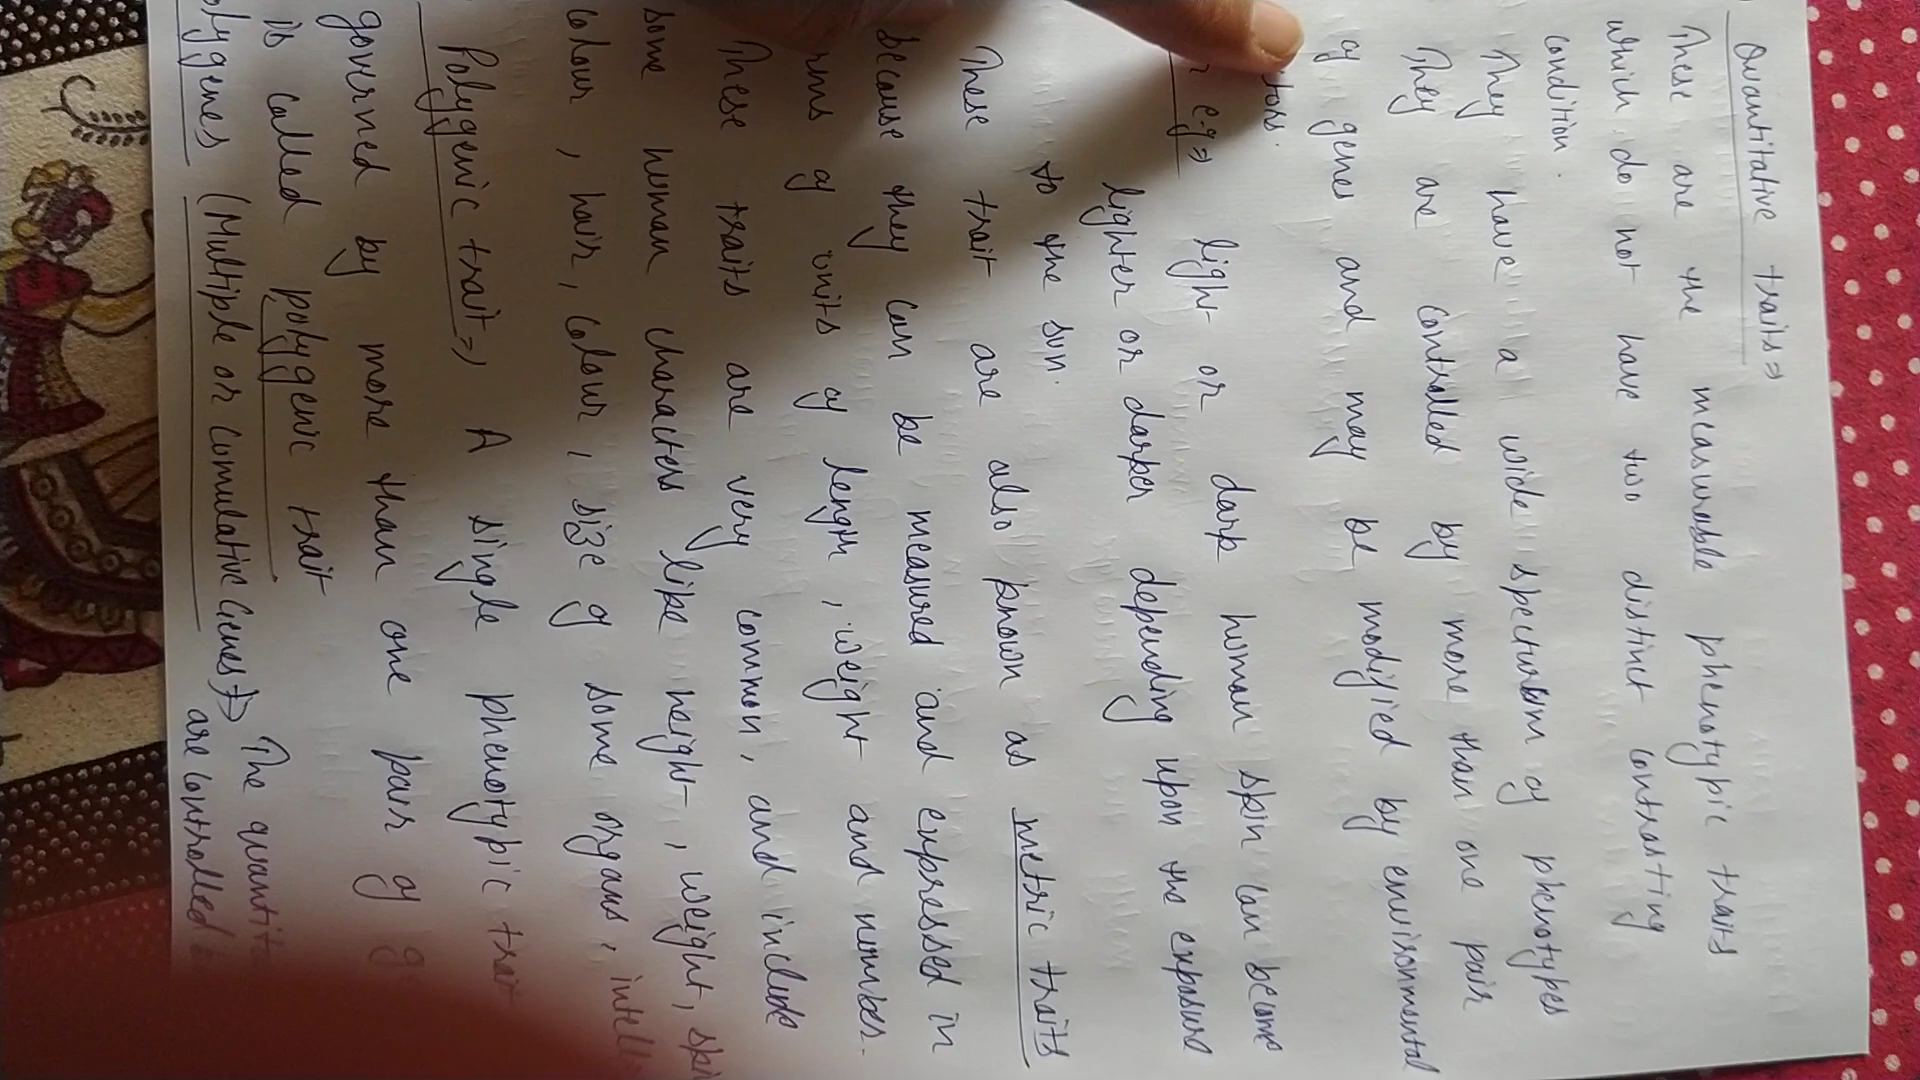 Quantitative traits ⇒
These are the measurable phenotypic traits
which do not have two distinct contrasting
condition.
They have a wide spectrum of phenotypes
They are controlled by more than one pair
of genes and may be modified by environmental
tors.
e.g ⇒ light or dark human skin can become
lighter or darker depending upon the exposure
to the sun.
These trait are also known as metric traits
because they can be measured and expressed in
rms of units of length, weight and number.
These traits are very common, and include
some human characters like height, weight, skin
colour, hair, colour, size of some organs, intell
Polygenic trait ⇒ A single phenotypic trait
governed by more than one pair of ge
is called polygenic trait
olygenes (Multiple or Cumulative Genes) ⇒ The quantit
are controlled